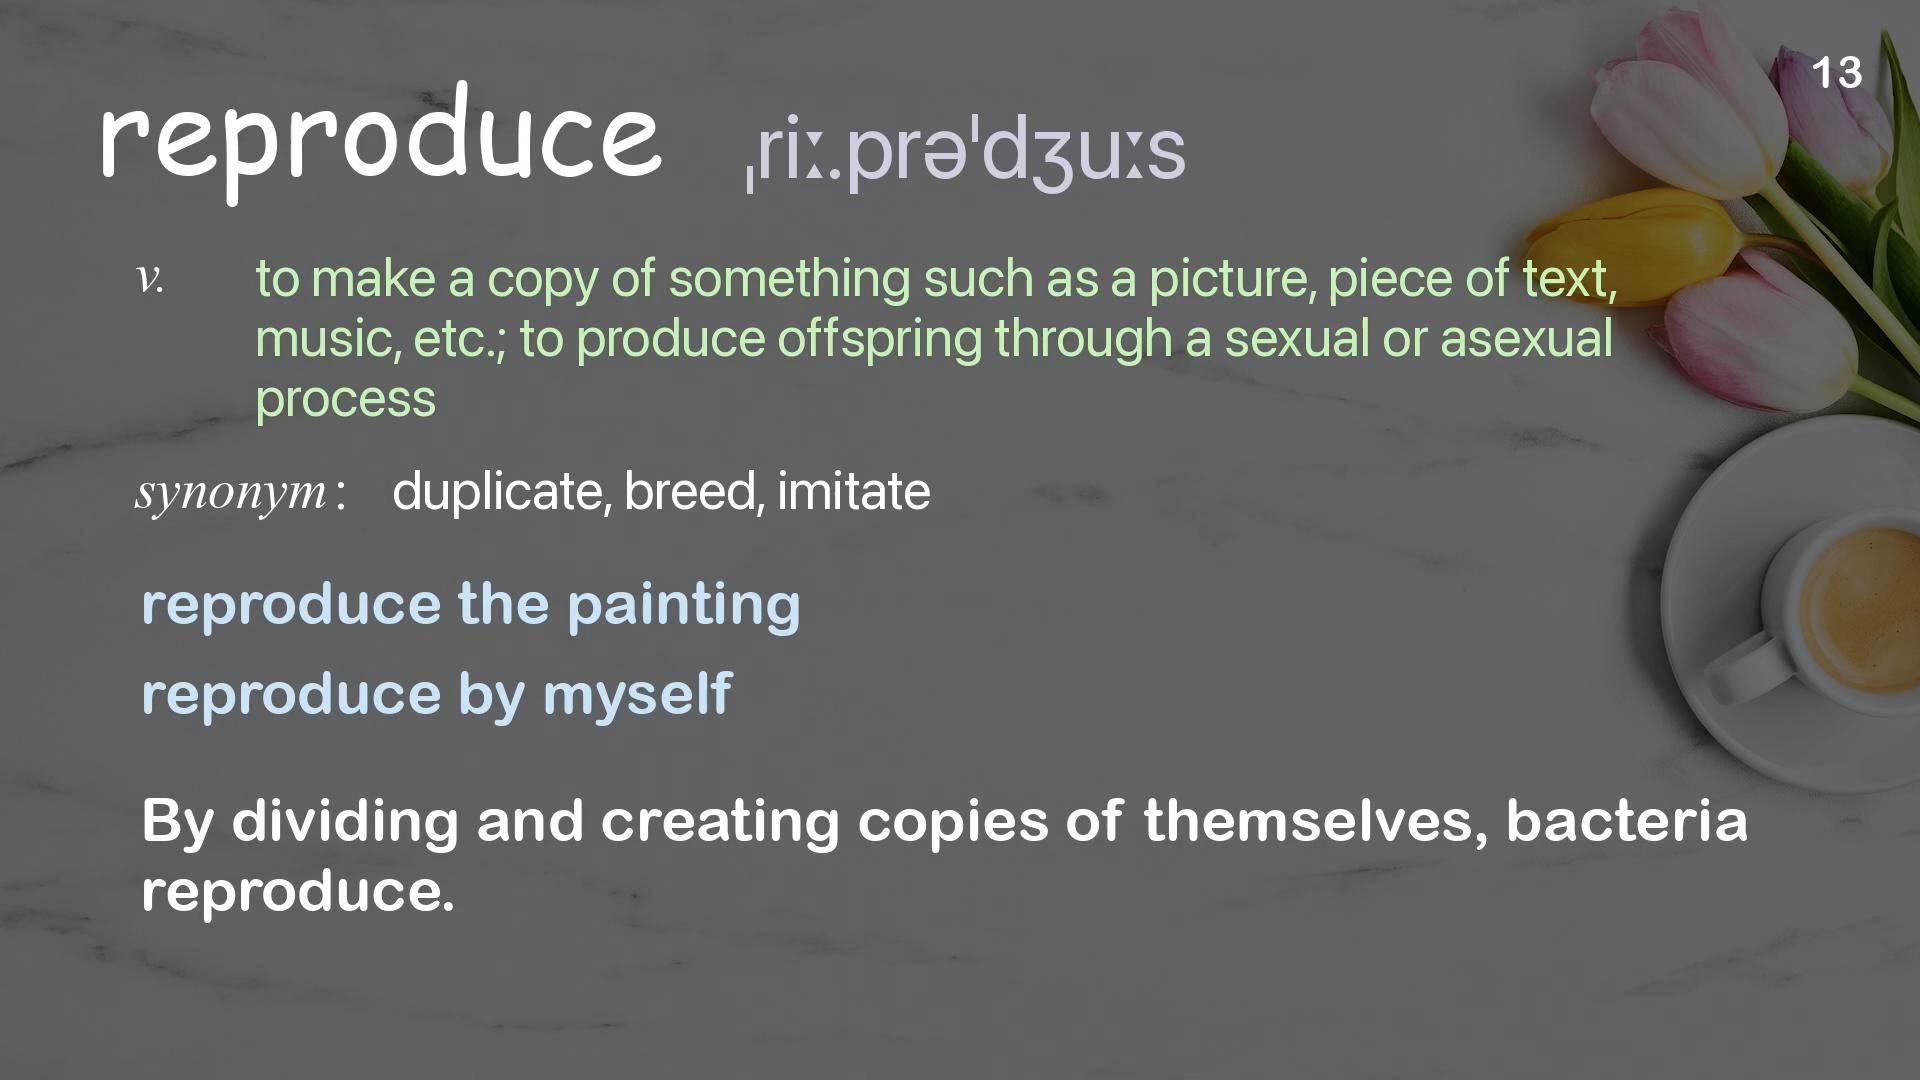 13
reproduce ˌriː.prəˈdʒuːs
v. to make a copy of something such as a picture, piece of text,
music, etc.; to produce offspring through a sexual or asexual
process
synonym : duplicate, breed, imitate
reproduce the painting
reproduce by myself
By dividing and creating copies of themselves, bacteria
reproduce.